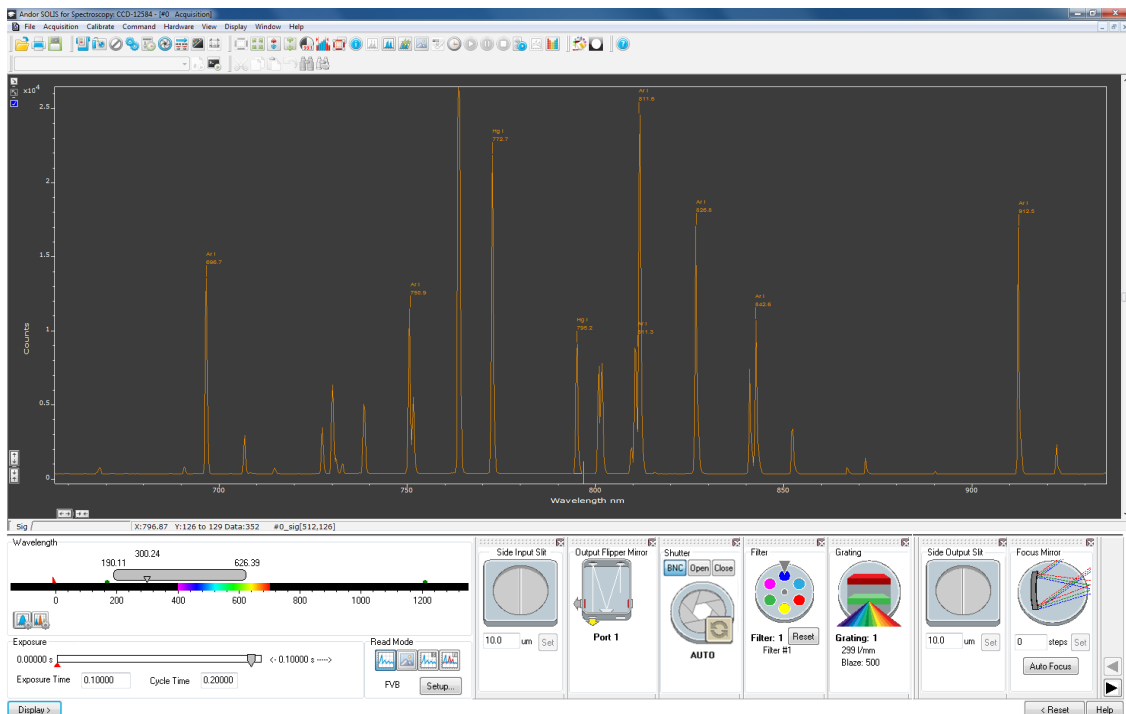 Andor SOLIS for Spectroscopy: CCD-12584 - [#0 Acquisition]
File Acquisition Calibrate Command Hardware View Display Window Help
x10^4
2.5
2
1.5
1
0.5
0
Counts
Ar I
696.7
Ar I
750.9
Hg I
772.7
Hg I
795.2
Ar I
811.6
Ar I
811.3
Ar I
826.8
Ar I
842.8
Ar I
912.5
700 750 800 850 900
Wavelength nm
Sig X:796.87 Y:126 to 129 Data:352 #0_sig[512,126]
Wavelength
300.24
190.11 626.39
0 200 400 600 800 1000 1200
Exposure
0.00000 s <- 0.10000 s ---->
Exposure Time 0.10000 Cycle Time 0.20000
Read Mode
FVB Setup...
Side Input Slit
10.0 um Set
Output Flipper Mirror
Port 1
Shutter
BNC Open Close
AUTO
Filter
Filter: 1 Reset
Filter #1
Grating
Grating: 1
299 l/mm
Blaze: 500
Side Output Slit
10.0 um Set
Focus Mirror
0 steps Set
Auto Focus
Display >
< Reset Help